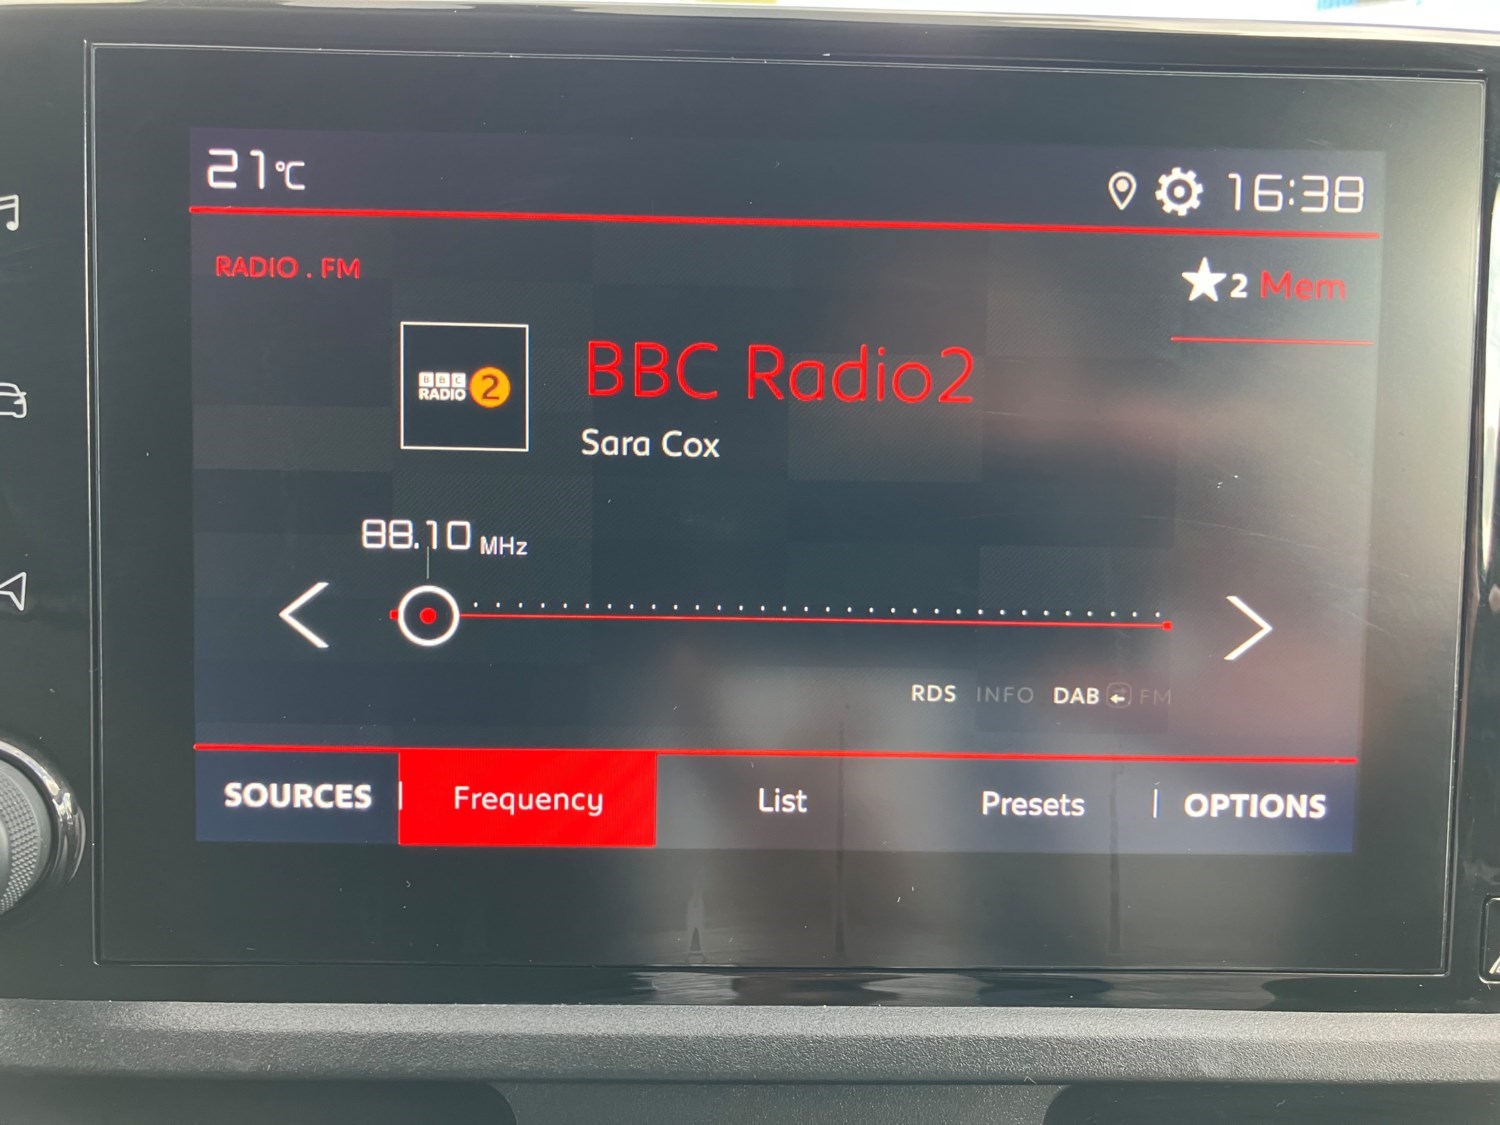 21°C
16:38
RADIO . FM
2 Mem
BBC
RADIO 2
BBC Radio2
Sara Cox
88.10 MHz
RDS INFO DAB FM
SOURCES | Frequency List Presets | OPTIONS